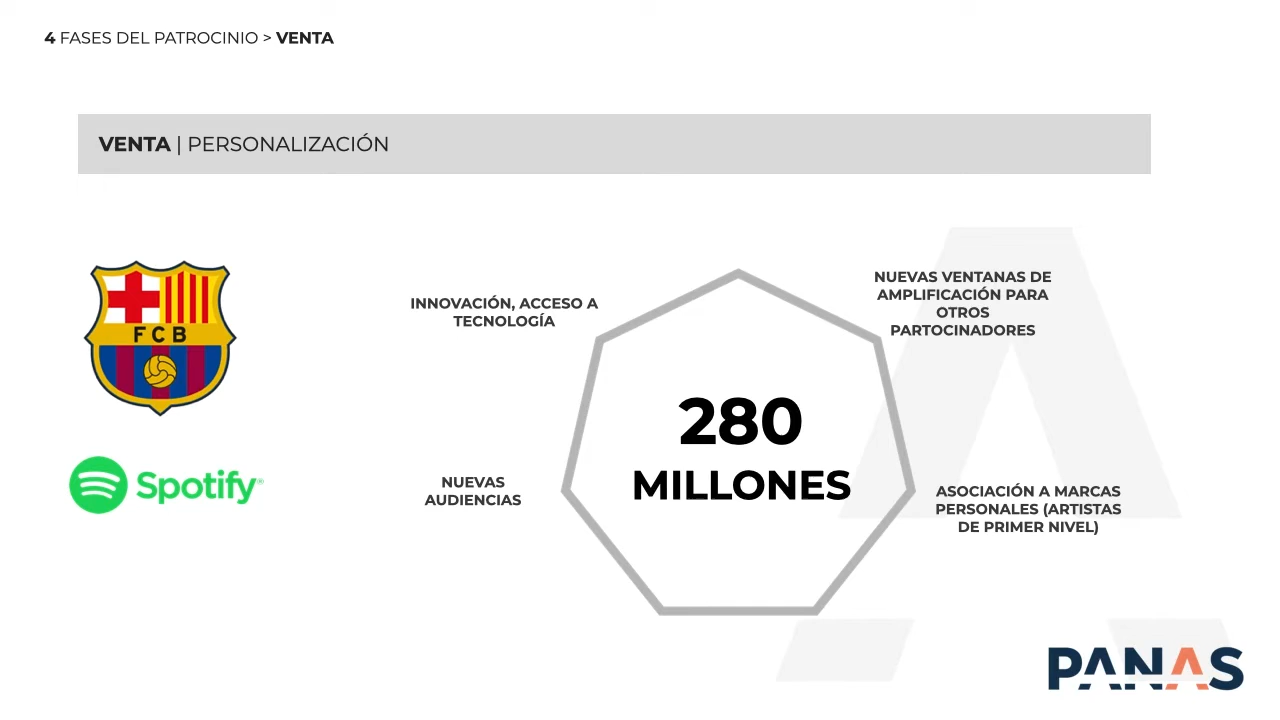 4 FASES DEL PATROCINIO > VENTA
VENTA | PERSONALIZACIÓN
FCB
Spotify®
INNOVACIÓN, ACCESO A
TECNOLOGÍA
NUEVAS VENTANAS DE
AMPLIFICACIÓN PARA
OTROS
PARTOCINADORES
280
MILLONES
NUEVAS
AUDIENCIAS
ASOCIACIÓN A MARCAS
PERSONALES (ARTISTAS
DE PRIMER NIVEL)
PANAS